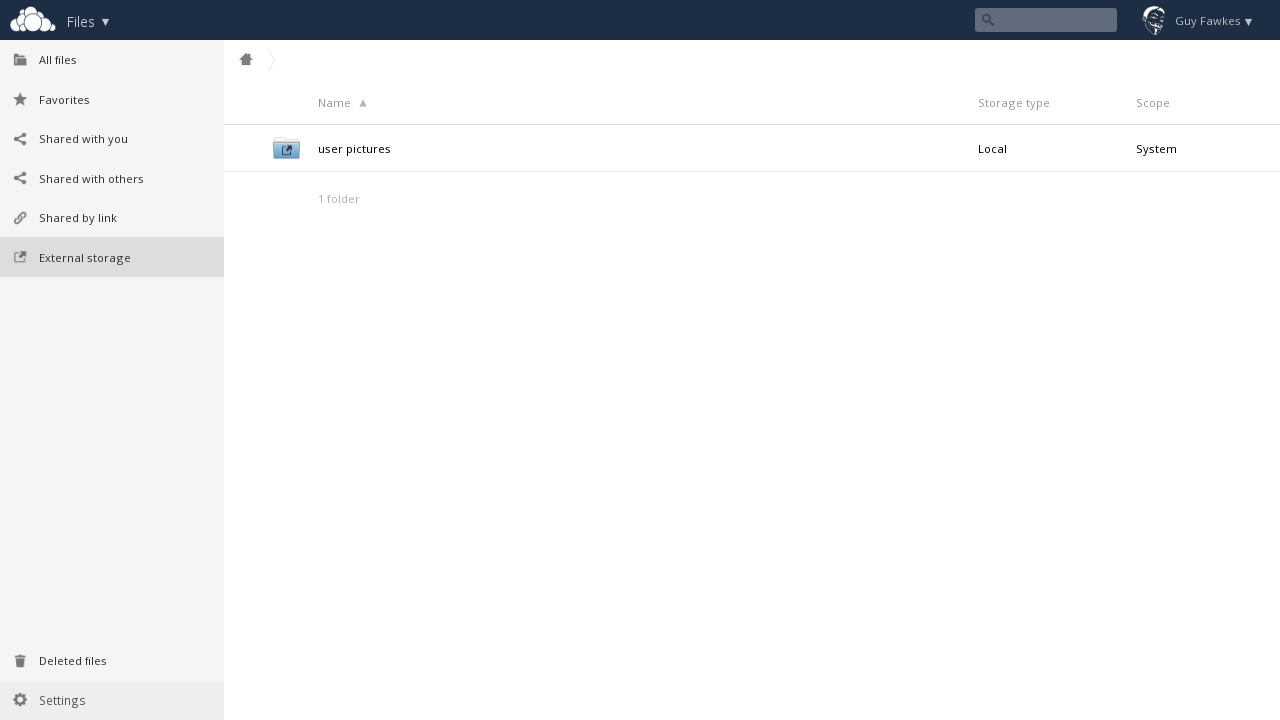 Files ▼
Guy Fawkes ▼
All files
Favorites
Shared with you
Shared with others
Shared by link
External storage
Name ▲ Storage type Scope
user pictures Local System
1 folder
Deleted files
Settings